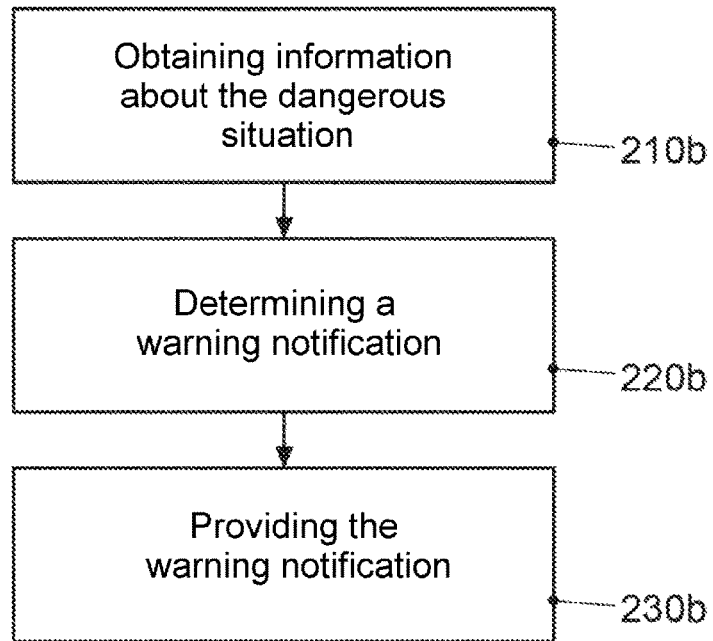 Obtaining information
about the dangerous
situation
210b
Determining a
warning notification
220b
Providing the
warning notification
230b